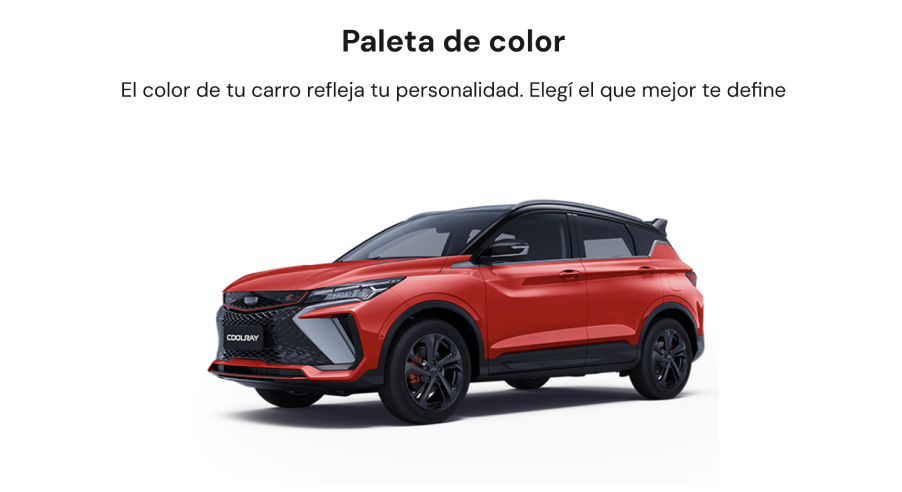 Paleta de color
El color de tu carro refleja tu personalidad. Elegí el que mejor te define
COOLRAY